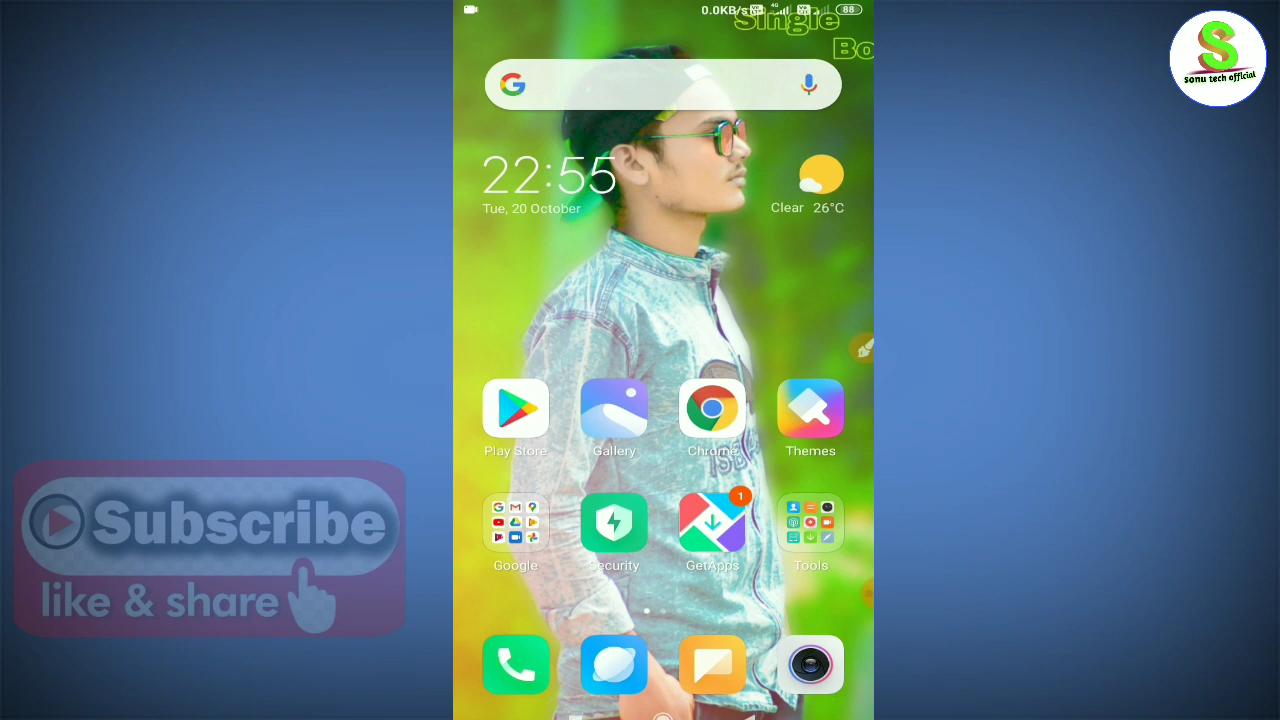 0.0KB/s 4G 88
Single
Bo
S
sonu tech official
22:55
Tue, 20 October
Clear 26°C
Play Store Gallery Chrome Themes
1
Google Security GetApps Tools
Subscribe
like & share